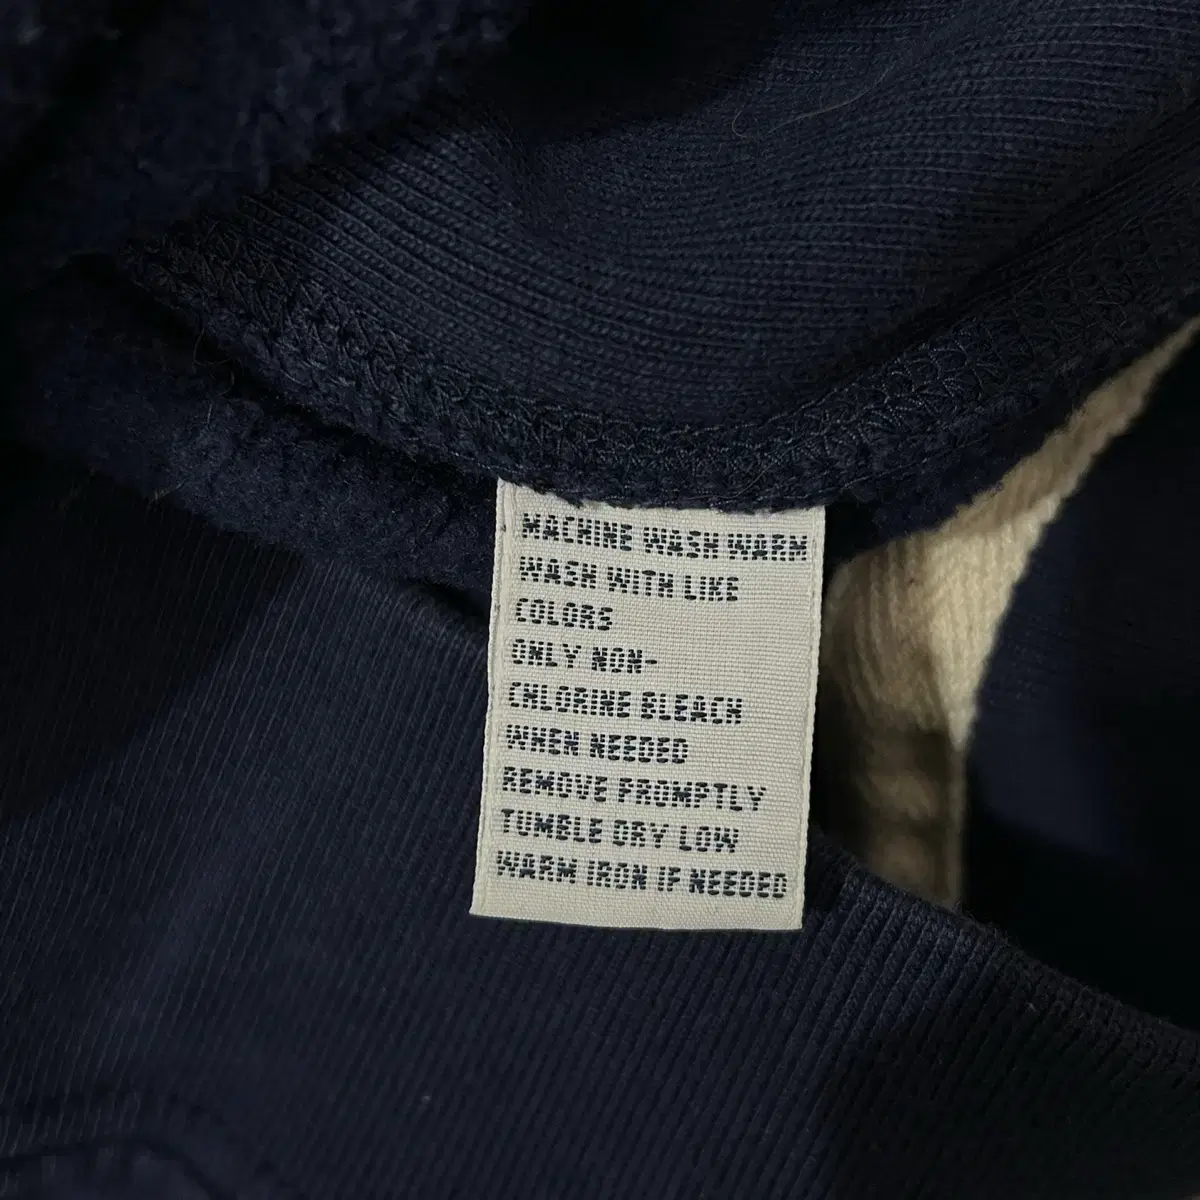 MACHINE WASH WARM
WASH WITH LIKE
COLORS
ONLY NON-
CHLORINE BLEACH
WHEN NEEDED
REMOVE PROMPTLY
TUMBLE DRY LOW
WARM IRON IF NEEDED